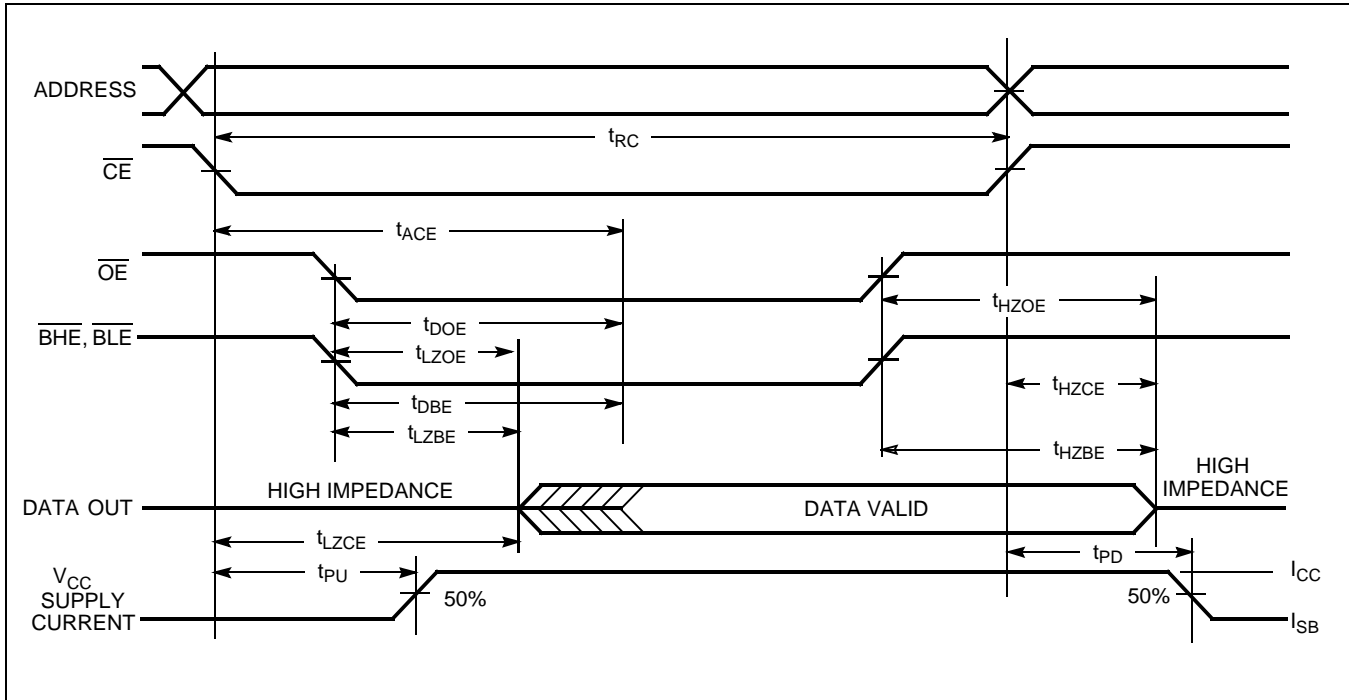 ADDRESS
tRC
CE
tACE
OE
tHZOE
tDOE
BHE, BLE
tLZOE
tHZCE
tDBE
tLZBE
tHZBE
HIGH IMPEDANCE
HIGH
IMPEDANCE
DATA OUT
DATA VALID
tLZCE
tPD
tPU
VCC
SUPPLY
CURRENT
50%
50%
ICC
ISB